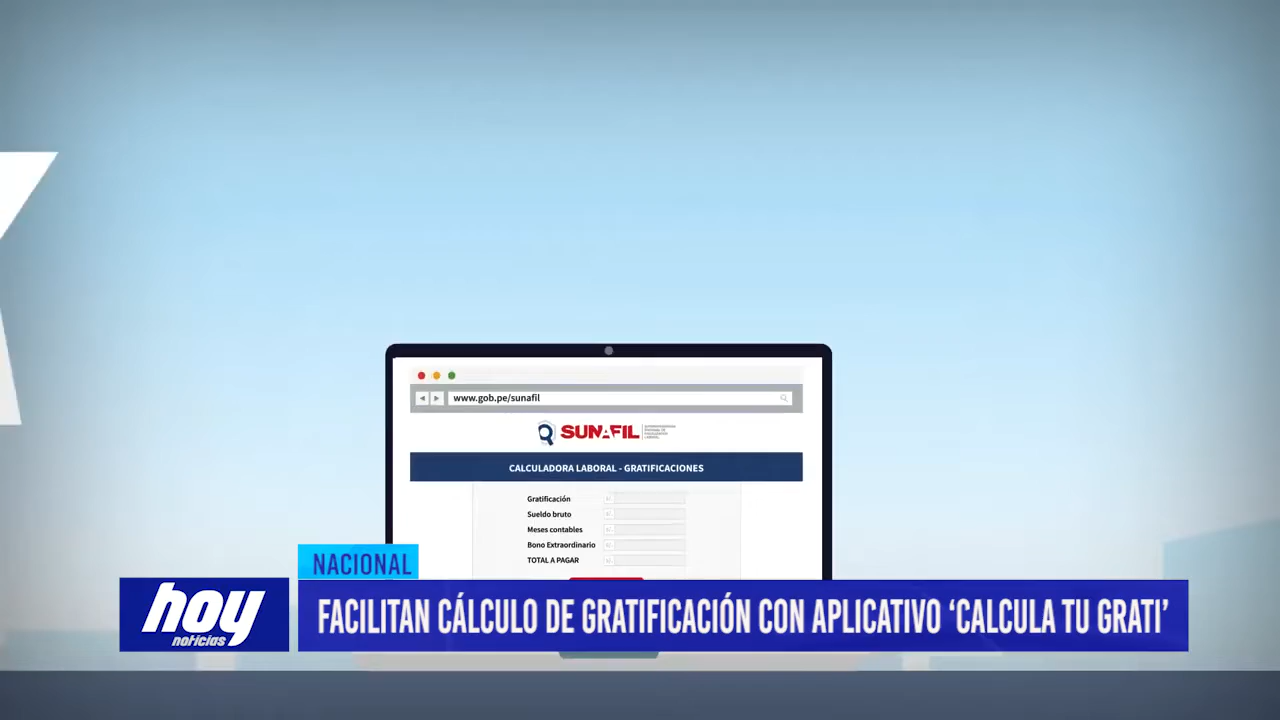 www.gob.pe/sunafil
SUNAFIL
CALCULADORA LABORAL - GRATIFICACIONES
Gratificación
Sueldo bruto
Meses contables
Bono Extraordinario
TOTAL A PAGAR
NACIONAL
hoy
noticias
FACILITAN CÁLCULO DE GRATIFICACIÓN CON APLICATIVO ‘CALCULA TU GRATI’